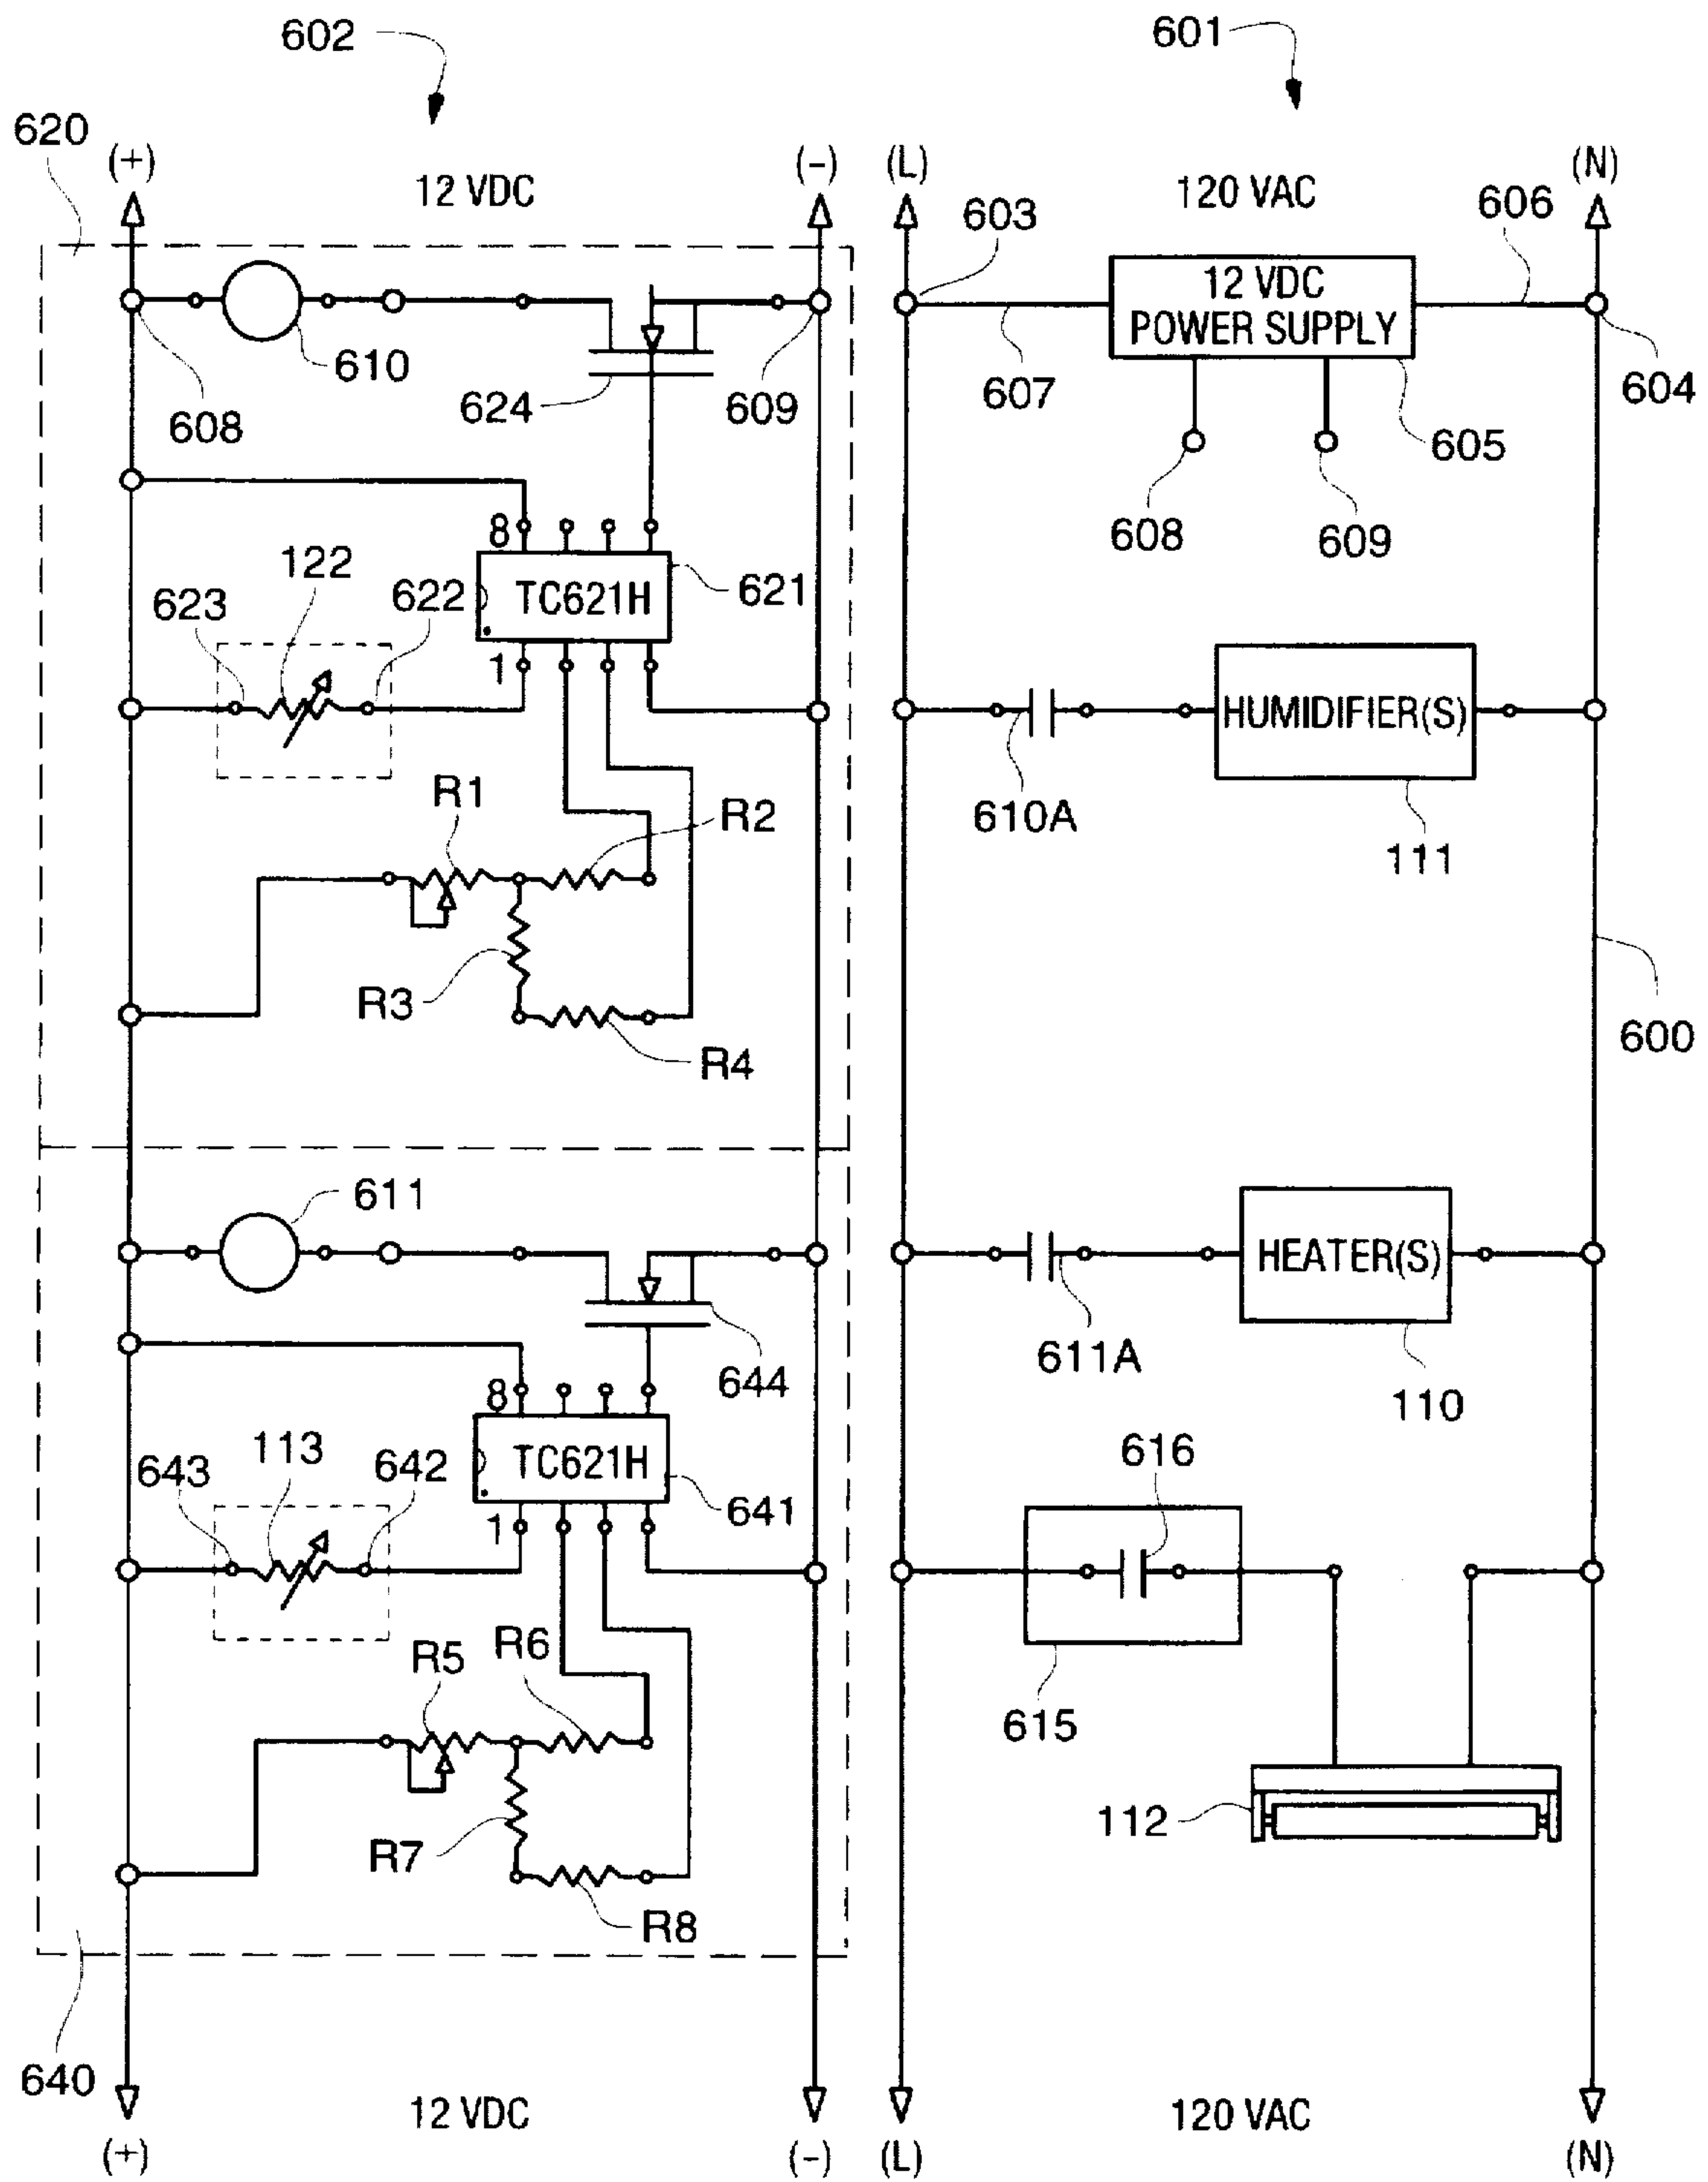 602
601
620
(+)
12 VDC
(-)
(L)
603
120 VAC
606
(N)
12 VDC
POWER SUPPLY
610
624
608
609
607
605
604
608
609
8
122
623
622
TC621H
621
1
HUMIDIFIER(S)
610A
111
R1
R2
R3
R4
600
611
HEATER(S)
611A
110
644
8
643
113
642
TC621H
641
1
616
R5
R6
615
R7
R8
112
640
12 VDC
120 VAC
(+)
(-)
(L)
(N)